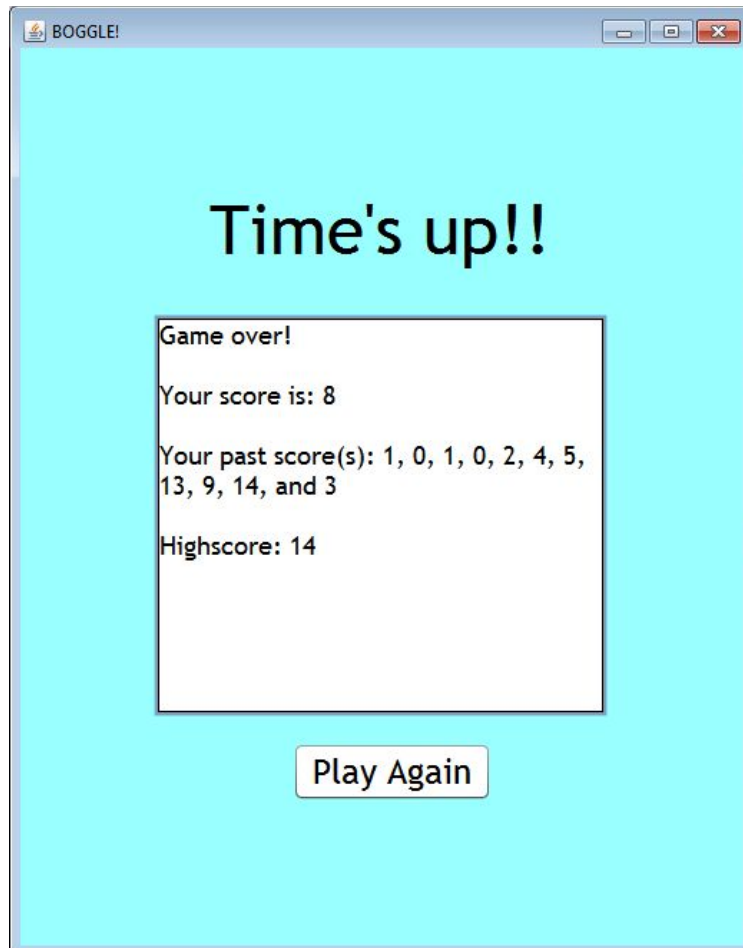 BOGGLE!
Time's up!!
Game over!
Your score is: 8
Your past score(s): 1, 0, 1, 0, 2, 4, 5,
13, 9, 14, and 3
Highscore: 14
Play Again